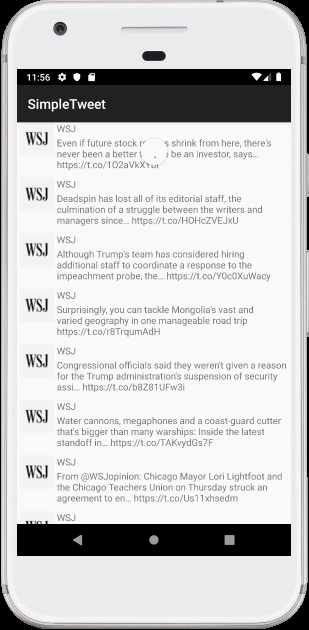 11:56
SimpleTweet
WSJ
WSJ
Even if future stock shrink from here, there's
never been a better be an investor, says...
WSJ
WSJ
Deadspin has lost all of its editorial staff, the
culmination of a struggle between the writers and
managers since... https://t.co/HOHcZVEJxU
WSJ
WSJ
Although Trump's team has considered hiring
additional staff to coordinate a response to the
impeachment probe, the... https://t.co/Y0c0XuWacy
WSJ
WSJ
Surprisingly, you can tackle Mongolia's vast and
varied geography in one manageable road trip
https://t.co/r8TrqumAdH
WSJ
WSJ
Congressional officials said they weren't given a reason
for the Trump administration's suspension of security
assi... https://t.co/b8Z81UFw3i
WSJ
WSJ
Water cannons, megaphones and a coast-guard cutter
that's bigger than many warships: Inside the latest
standoff in... https://t.co/TAKvydGs7F
WSJ
WSJ
From @WSJopinion: Chicago Mayor Lori Lightfoot and
the Chicago Teachers Union on Thursday struck an
agreement to en... https://t.co/Us11xhsedm
WSJ